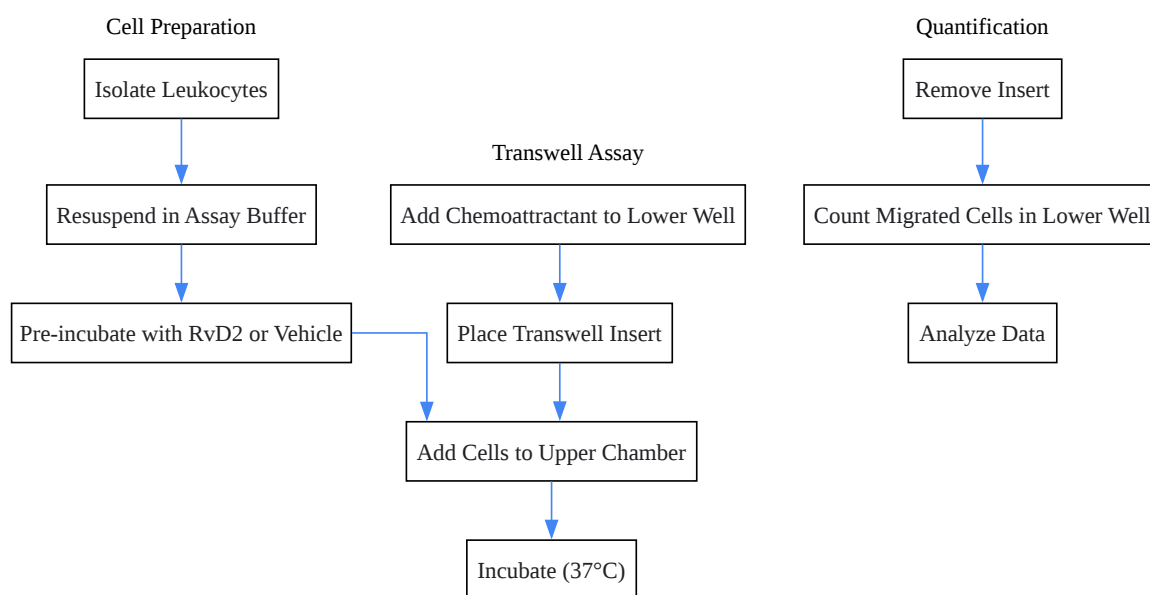 Cell Preparation
Isolate Leukocytes
Resuspend in Assay Buffer
Pre-incubate with RvD2 or Vehicle
Transwell Assay
Add Chemoattractant to Lower Well
Place Transwell Insert
Add Cells to Upper Chamber
Incubate (37°C)
Quantification
Remove Insert
Count Migrated Cells in Lower Well
Analyze Data